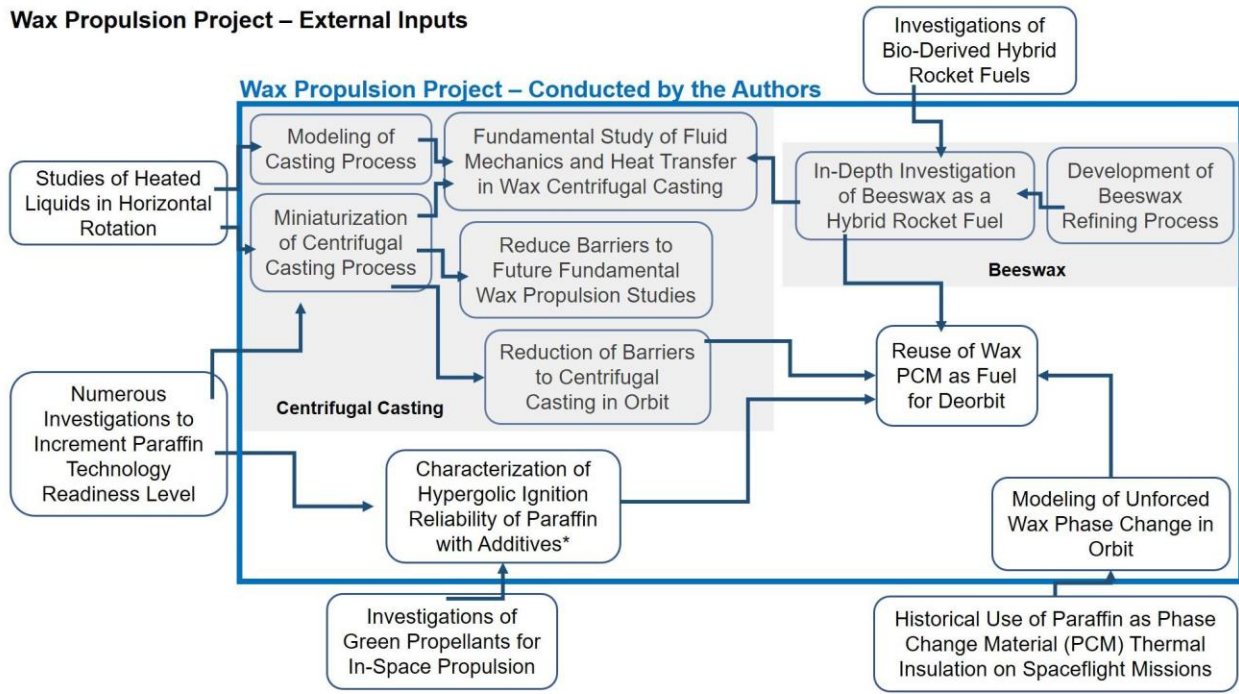 Wax Propulsion Project – External Inputs
Investigations of
Bio-Derived Hybrid
Rocket Fuels
Wax Propulsion Project – Conducted by the Authors
Studies of Heated
Liquids in Horizontal
Rotation
Modeling of
Casting Process
Fundamental Study of Fluid
Mechanics and Heat Transfer
in Wax Centrifugal Casting
In-Depth Investigation
of Beeswax as a
Hybrid Rocket Fuel
Development of
Beeswax
Refining Process
Miniaturization
of Centrifugal
Casting Process
Reduce Barriers to
Future Fundamental
Wax Propulsion Studies
Beeswax
Reduction of Barriers
to Centrifugal
Casting in Orbit
Reuse of Wax
PCM as Fuel
for Deorbit
Centrifugal Casting
Numerous
Investigations to
Increment Paraffin
Technology
Readiness Level
Characterization of
Hypergolic Ignition
Reliability of Paraffin
with Additives*
Modeling of Unforced
Wax Phase Change in
Orbit
Investigations of
Green Propellants for
In-Space Propulsion
Historical Use of Paraffin as Phase
Change Material (PCM) Thermal
Insulation on Spaceflight Missions